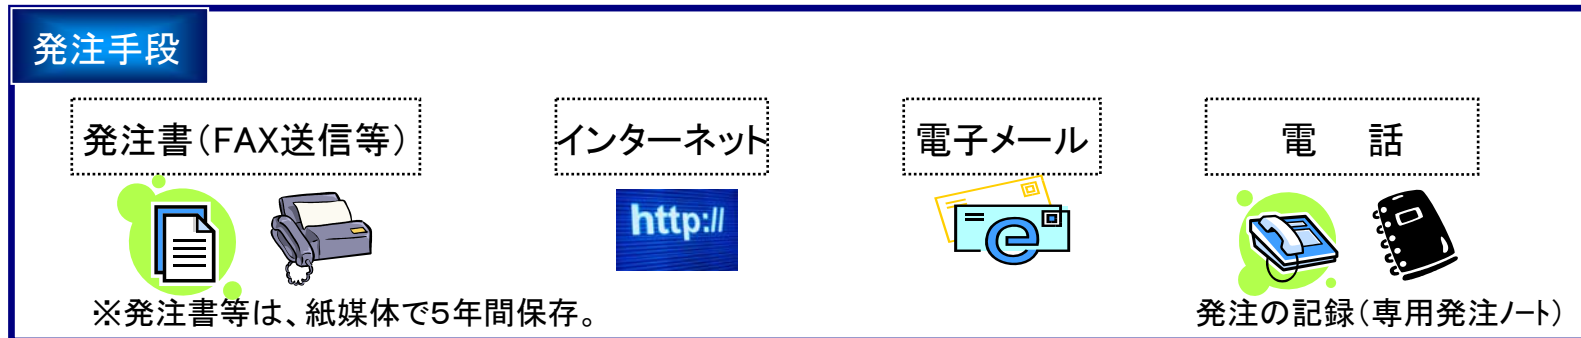 発注手段
発注書(FAX送信等)
インターネット
電子メール
電　話
http://
e
※発注書等は、紙媒体で5年間保存。
発注の記録(専用発注ノート)